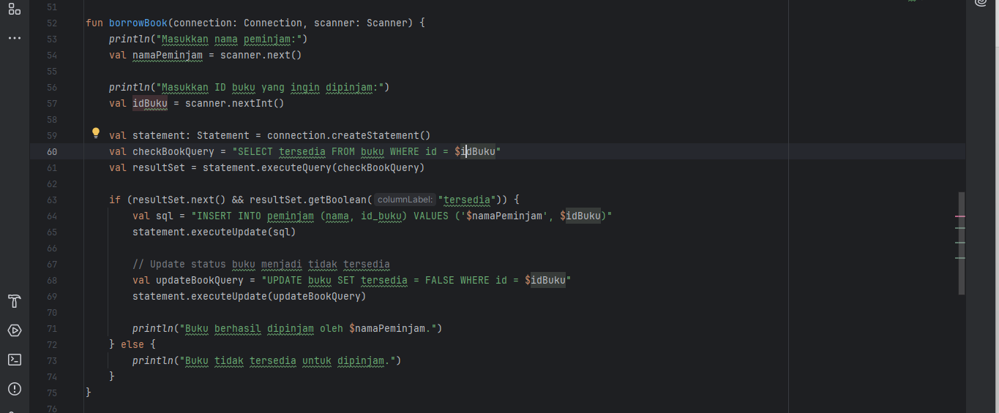 51
52 fun borrowBook(connection: Connection, scanner: Scanner) {
53 println("Masukkan nama peminjam:")
54 val namaPeminjam = scanner.next()
55
56 println("Masukkan ID buku yang ingin dipinjam:")
57 val idBuku = scanner.nextInt()
58
59 val statement: Statement = connection.createStatement()
60 val checkBookQuery = "SELECT tersedia FROM buku WHERE id = $idBuku"
61 val resultSet = statement.executeQuery(checkBookQuery)
62
63 if (resultSet.next() && resultSet.getBoolean( columnLabel: "tersedia")) {
64 val sql = "INSERT INTO peminjam (nama, id_buku) VALUES ('$namaPeminjam', $idBuku)"
65 statement.executeUpdate(sql)
66
67 // Update status buku menjadi tidak tersedia
68 val updateBookQuery = "UPDATE buku SET tersedia = FALSE WHERE id = $idBuku"
69 statement.executeUpdate(updateBookQuery)
70
71 println("Buku berhasil dipinjam oleh $namaPeminjam.")
72 } else {
73 println("Buku tidak tersedia untuk dipinjam.")
74 }
75 }
76